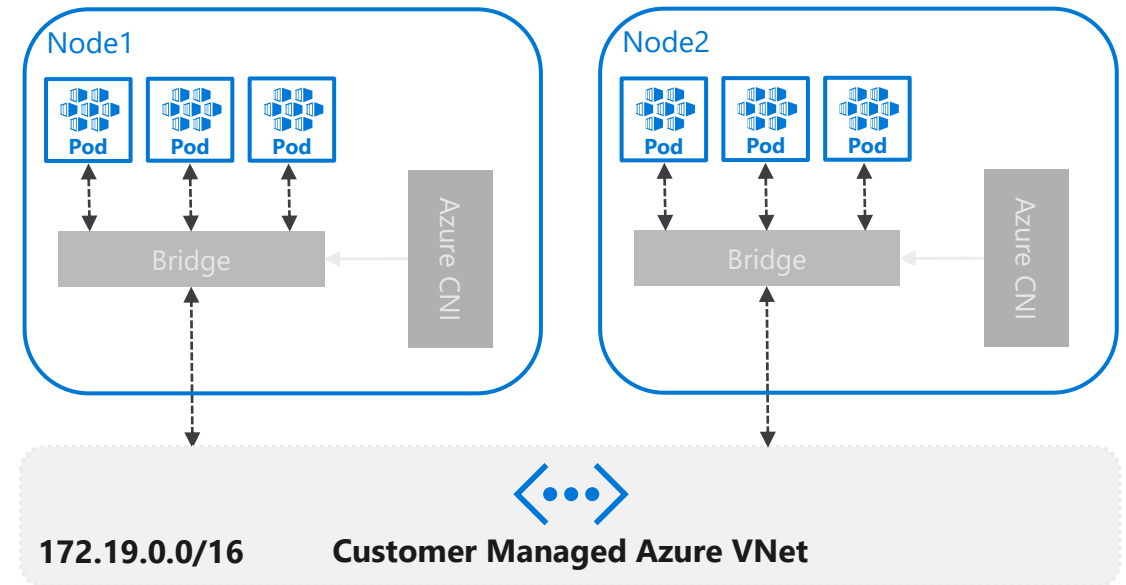 Node1
Pod Pod Pod
Bridge
Azure CNI
Node2
Pod Pod Pod
Bridge
Azure CNI
172.19.0.0/16 Customer Managed Azure VNet